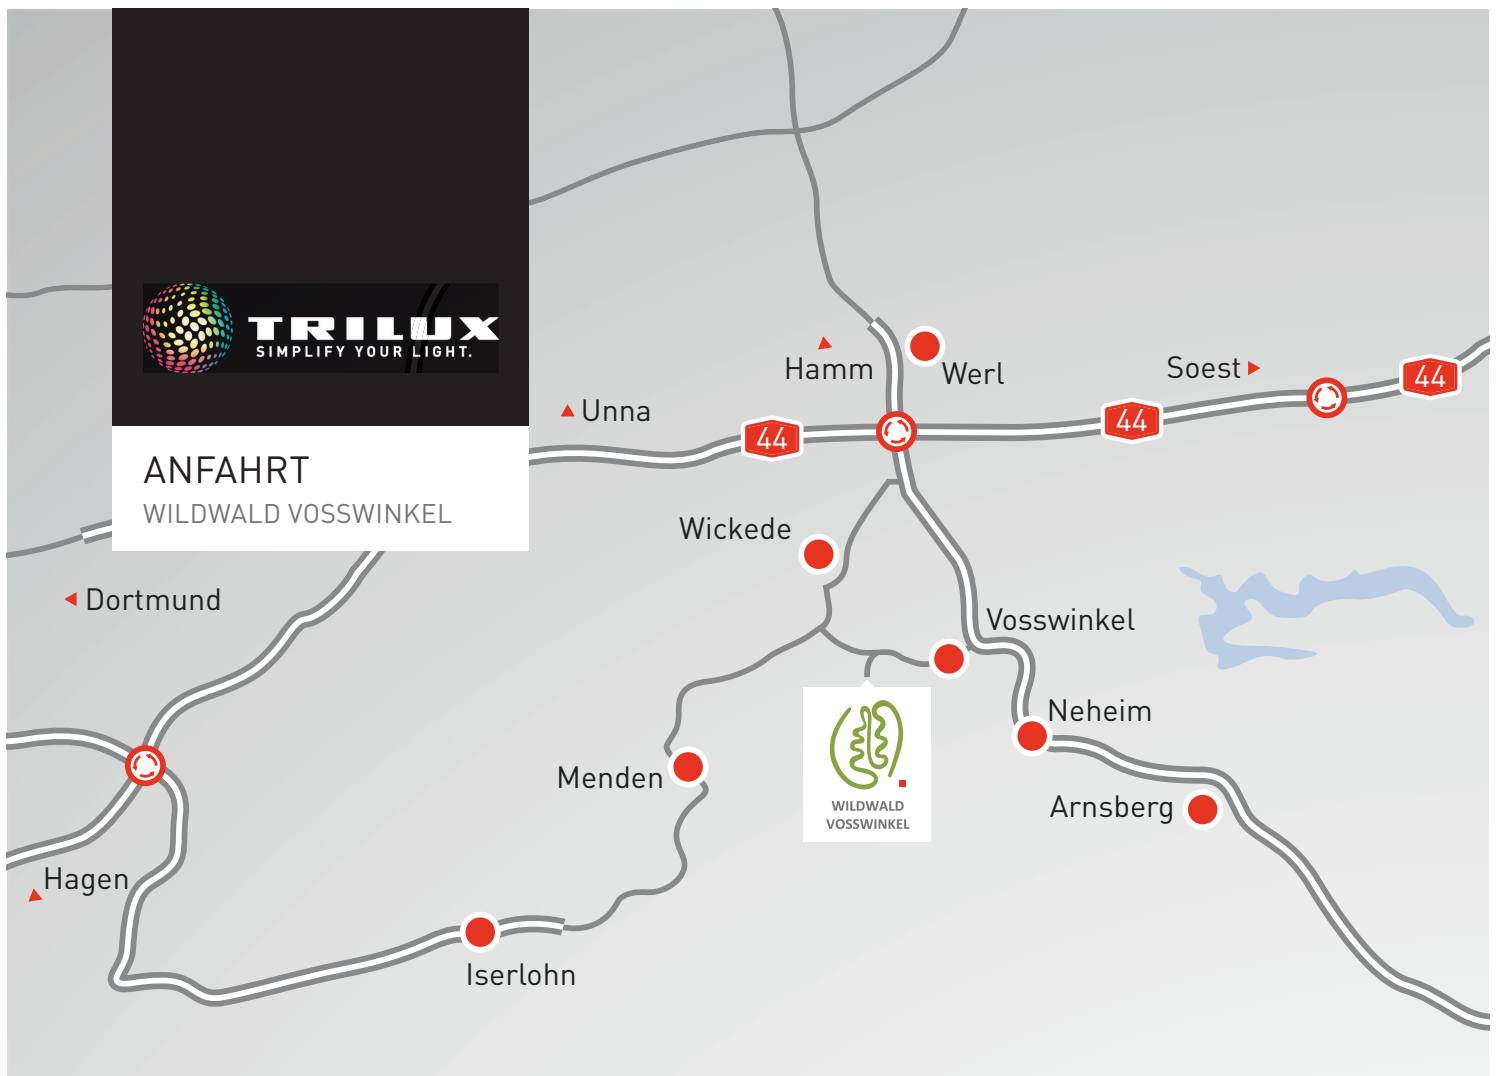 TRILUX
SIMPLIFY YOUR LIGHT.
ANFAHRT
WILDWALD VOSSWINKEL
Hamm
Werl
Soest
44
Unna
44
44
Wickede
Dortmund
Vosswinkel
Neheim
Menden
Arnsberg
WILDWALD
VOSSWINKEL
Hagen
Iserlohn